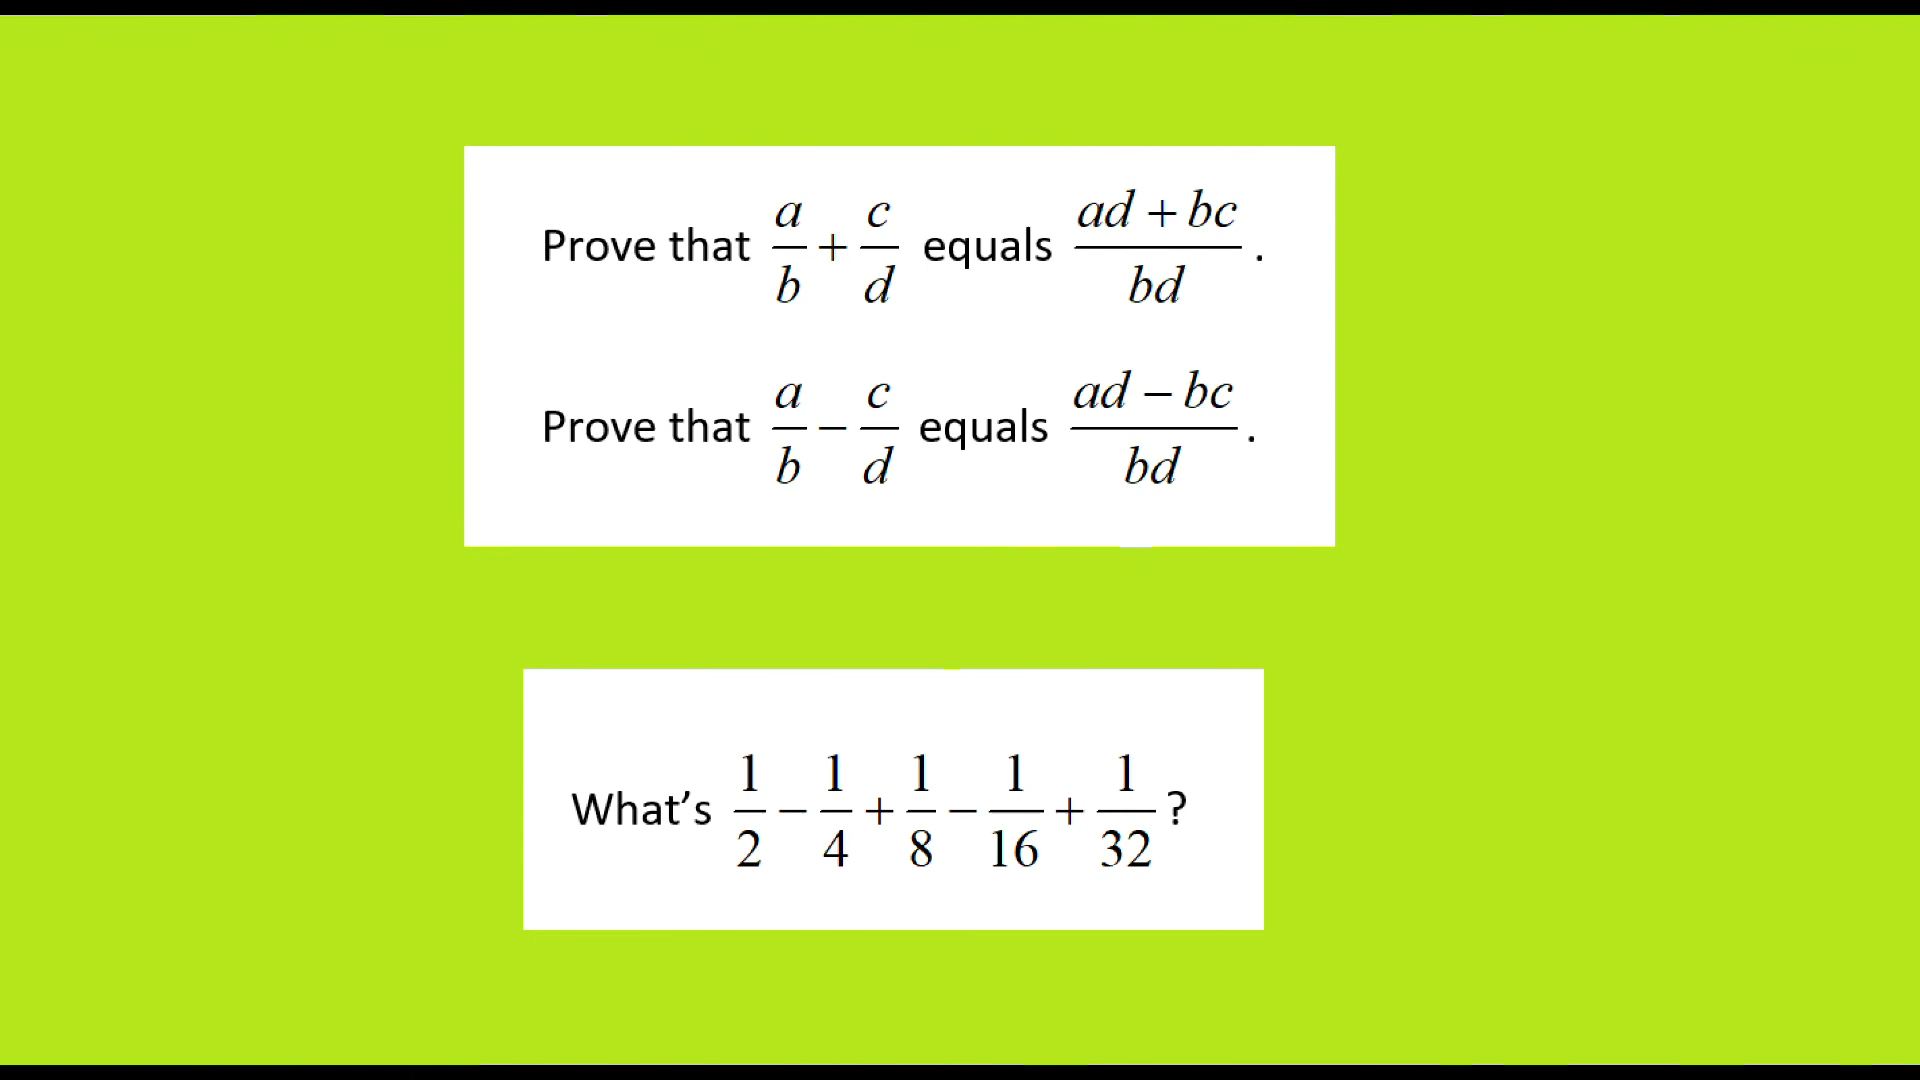 Prove that a/b + c/d equals (ad + bc)/bd.
Prove that a/b − c/d equals (ad − bc)/bd.
What’s 1/2 − 1/4 + 1/8 − 1/16 + 1/32 ?